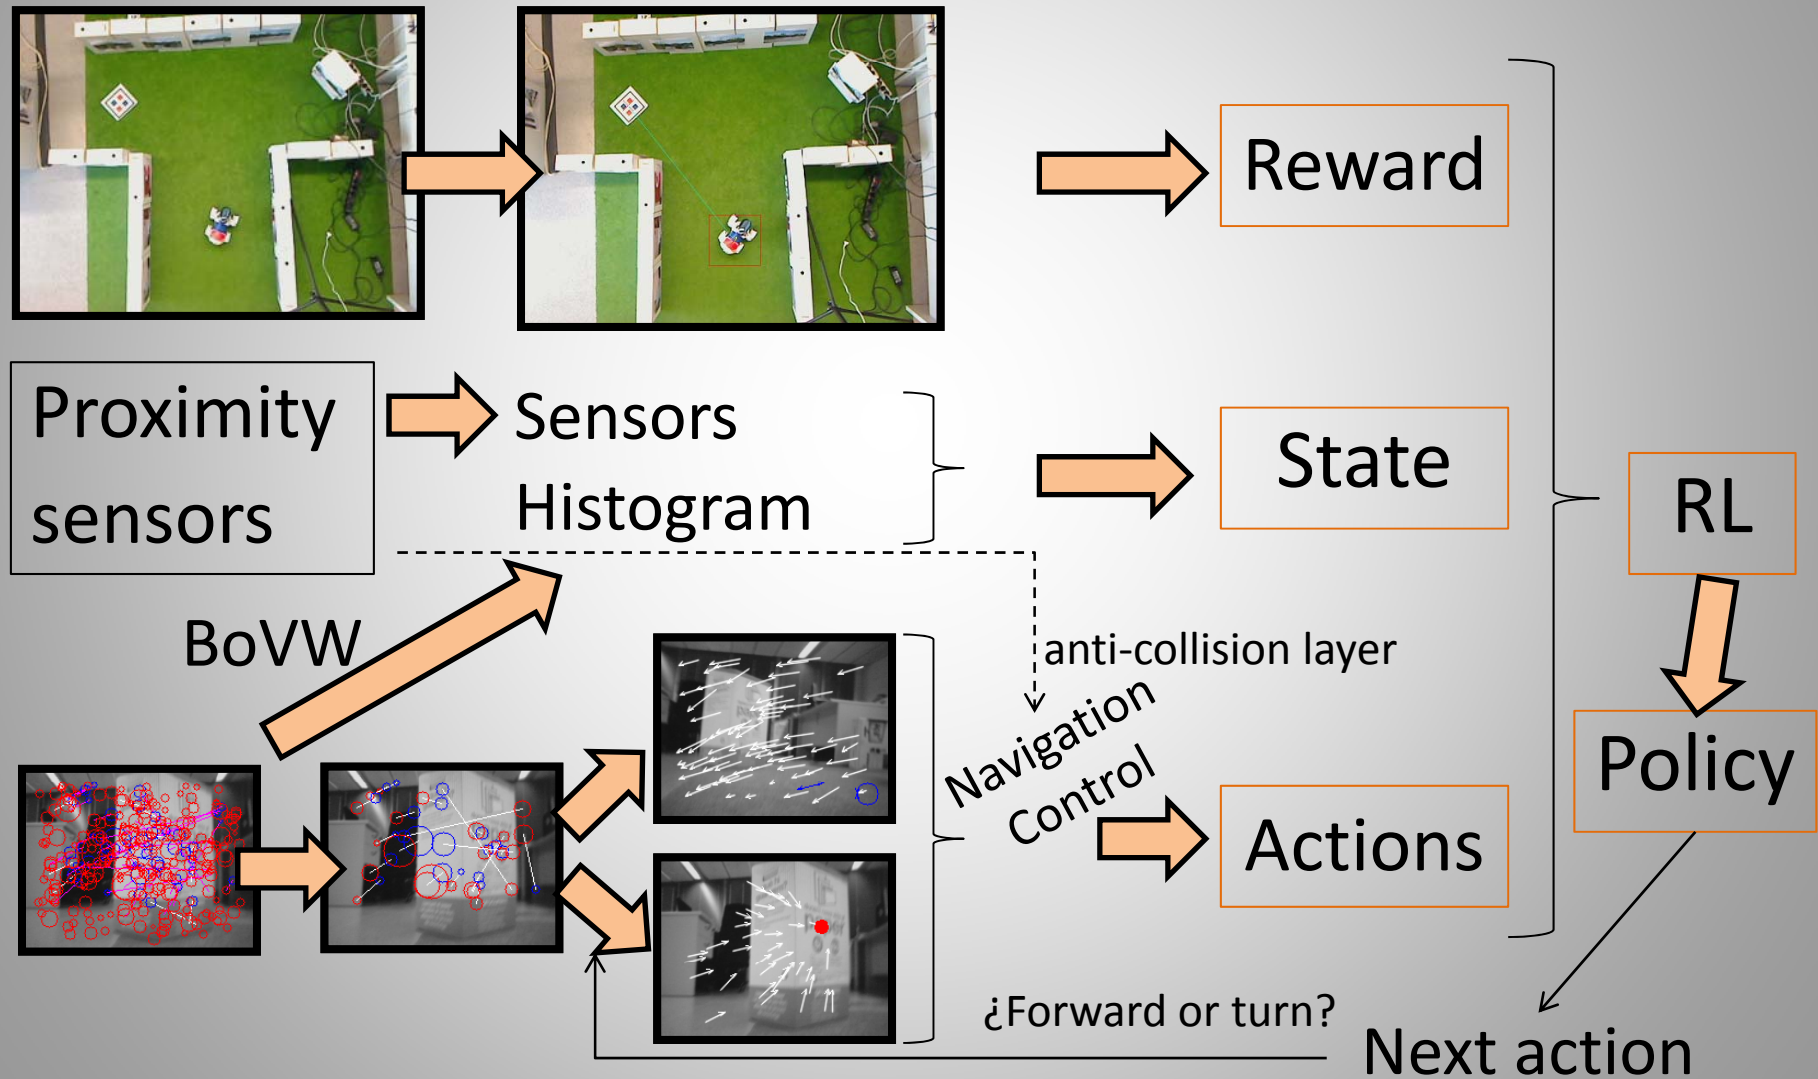 Reward
Proximity
sensors
Sensors
Histogram
State
RL
BoVW
anti-collision layer
Navigation
Control
Policy
Actions
¿Forward or turn?
Next action